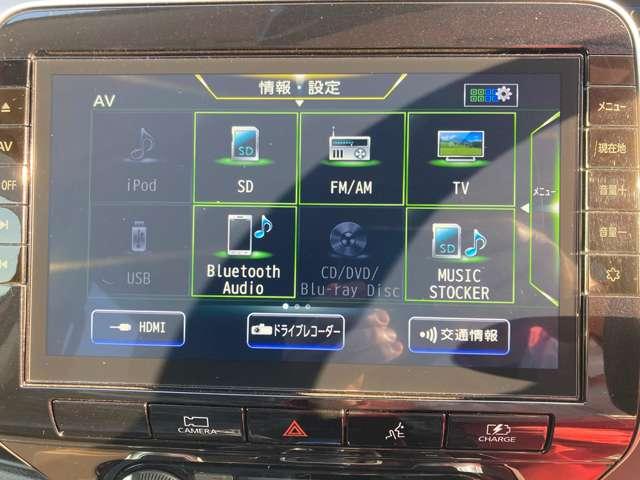 情報・設定
AV
iPod
SD
FM/AM
TV
メニュー
USB
Bluetooth
Audio
CD/DVD/
Blu-ray Disc
SD
MUSIC
STOCKER
HDMI
ドライブレコーダー
交通情報
AV
OFF
メニュー
現在地
音量＋
音量－
CAMERA
CHARGE